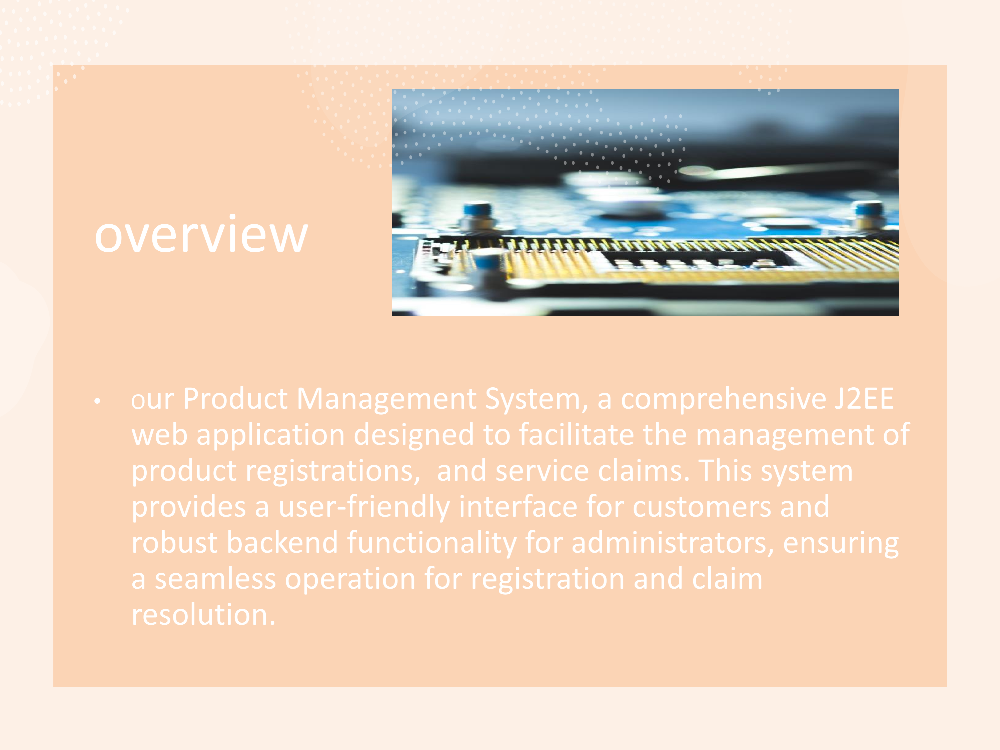 overview
• our Product Management System, a comprehensive J2EE
web application designed to facilitate the management of
product registrations,  and service claims. This system
provides a user-friendly interface for customers and
robust backend functionality for administrators, ensuring
a seamless operation for registration and claim
resolution.